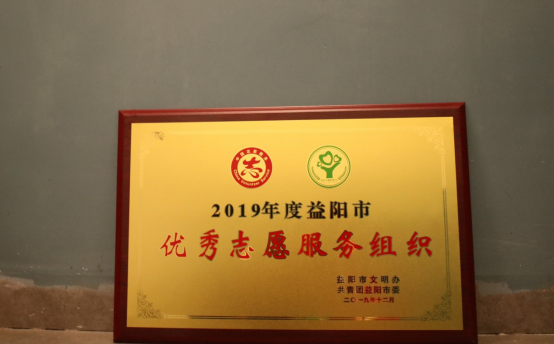 2019年度益阳市
优秀志愿服务组织
益阳市文明办
共青团益阳市委
二〇一九年十二月